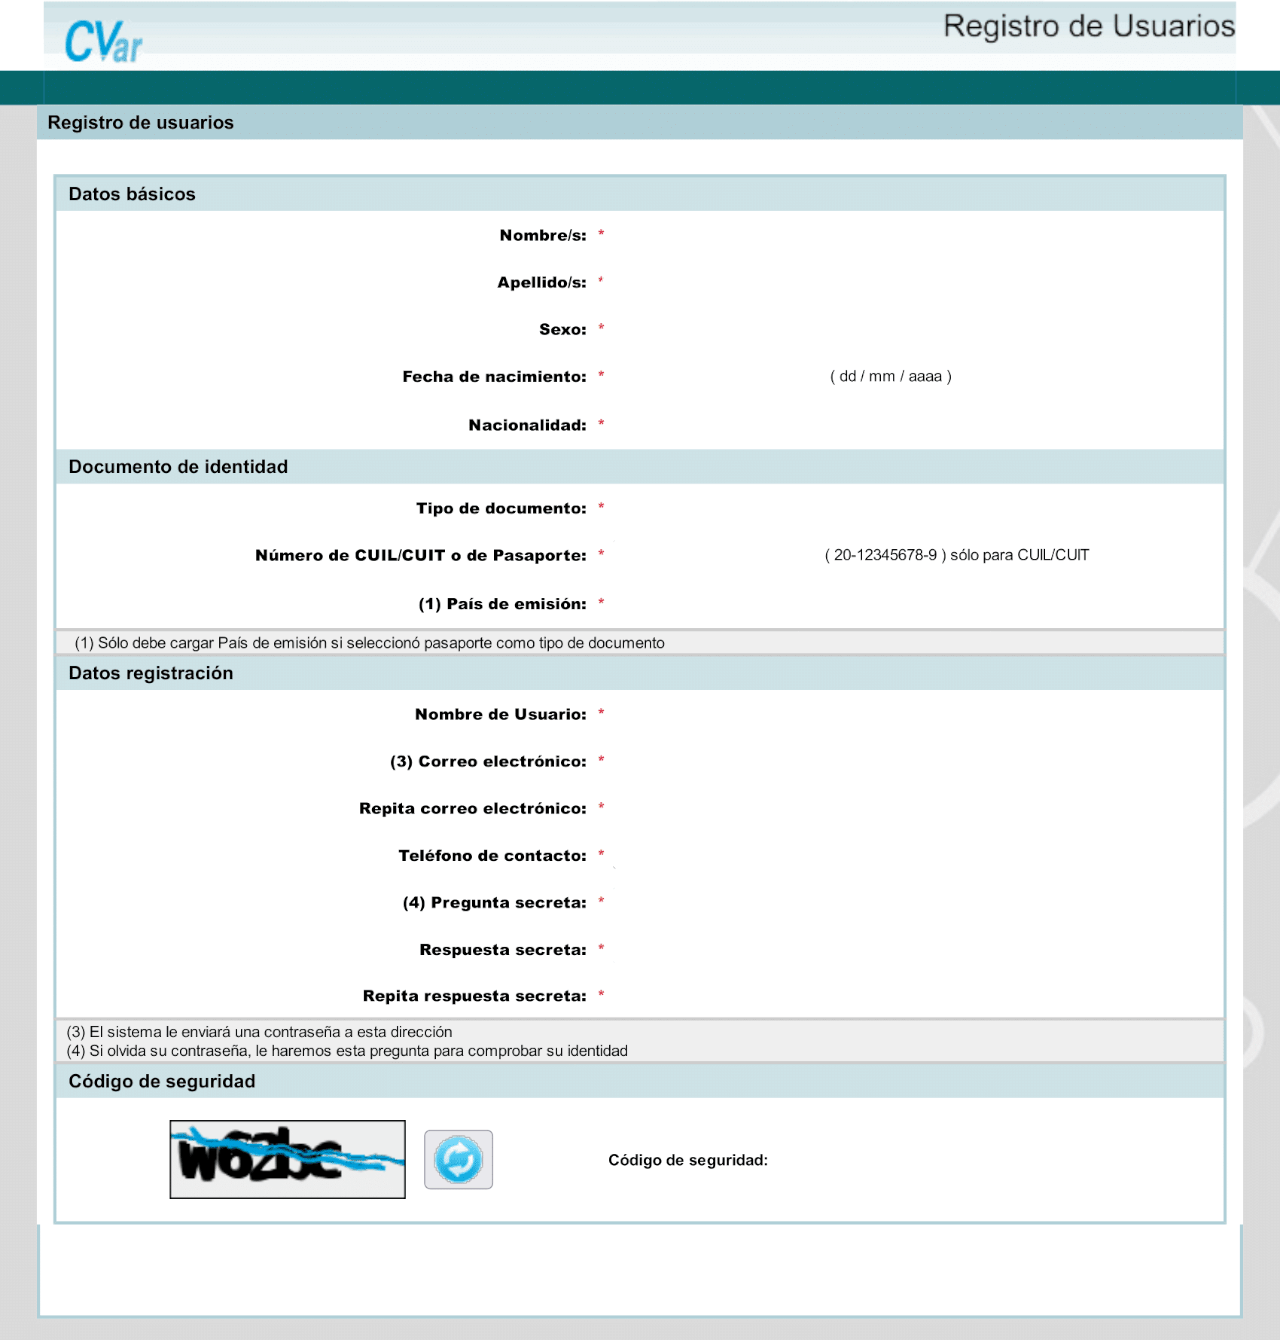 CVar
Registro de Usuarios
Registro de usuarios
Datos básicos
Nombre/s: *
Apellido/s: *
Sexo: *
Fecha de nacimiento: * ( dd / mm / aaaa )
Nacionalidad: *
Documento de identidad
Tipo de documento: *
Número de CUIL/CUIT o de Pasaporte: * ( 20-12345678-9 ) sólo para CUIL/CUIT
(1) País de emisión: *
(1) Sólo debe cargar País de emisión si seleccionó pasaporte como tipo de documento
Datos registración
Nombre de Usuario: *
(3) Correo electrónico: *
Repita correo electrónico: *
Teléfono de contacto: *
(4) Pregunta secreta: *
Respuesta secreta: *
Repita respuesta secreta: *
(3) El sistema le enviará una contraseña a esta dirección
(4) Si olvida su contraseña, le haremos esta pregunta para comprobar su identidad
Código de seguridad
Código de seguridad: